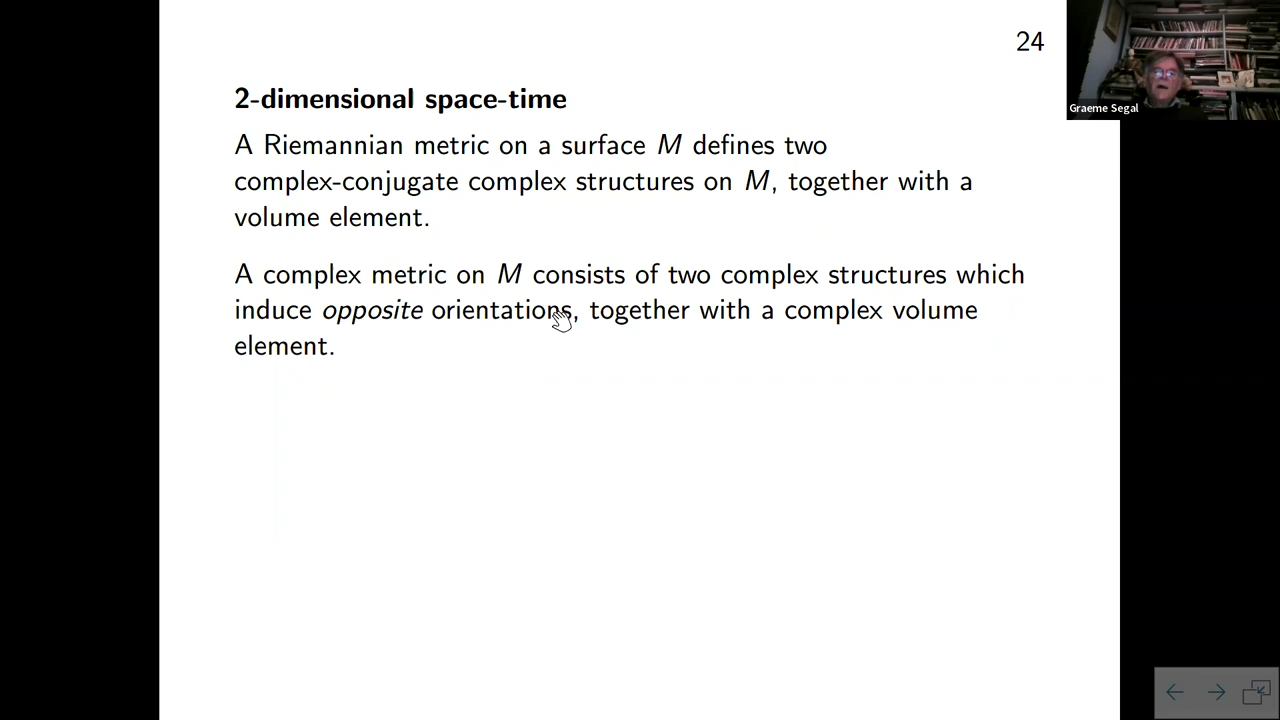 24
Graeme Segal
2-dimensional space-time
A Riemannian metric on a surface M defines two
complex-conjugate complex structures on M, together with a
volume element.
A complex metric on M consists of two complex structures which
induce opposite orientations, together with a complex volume
element.